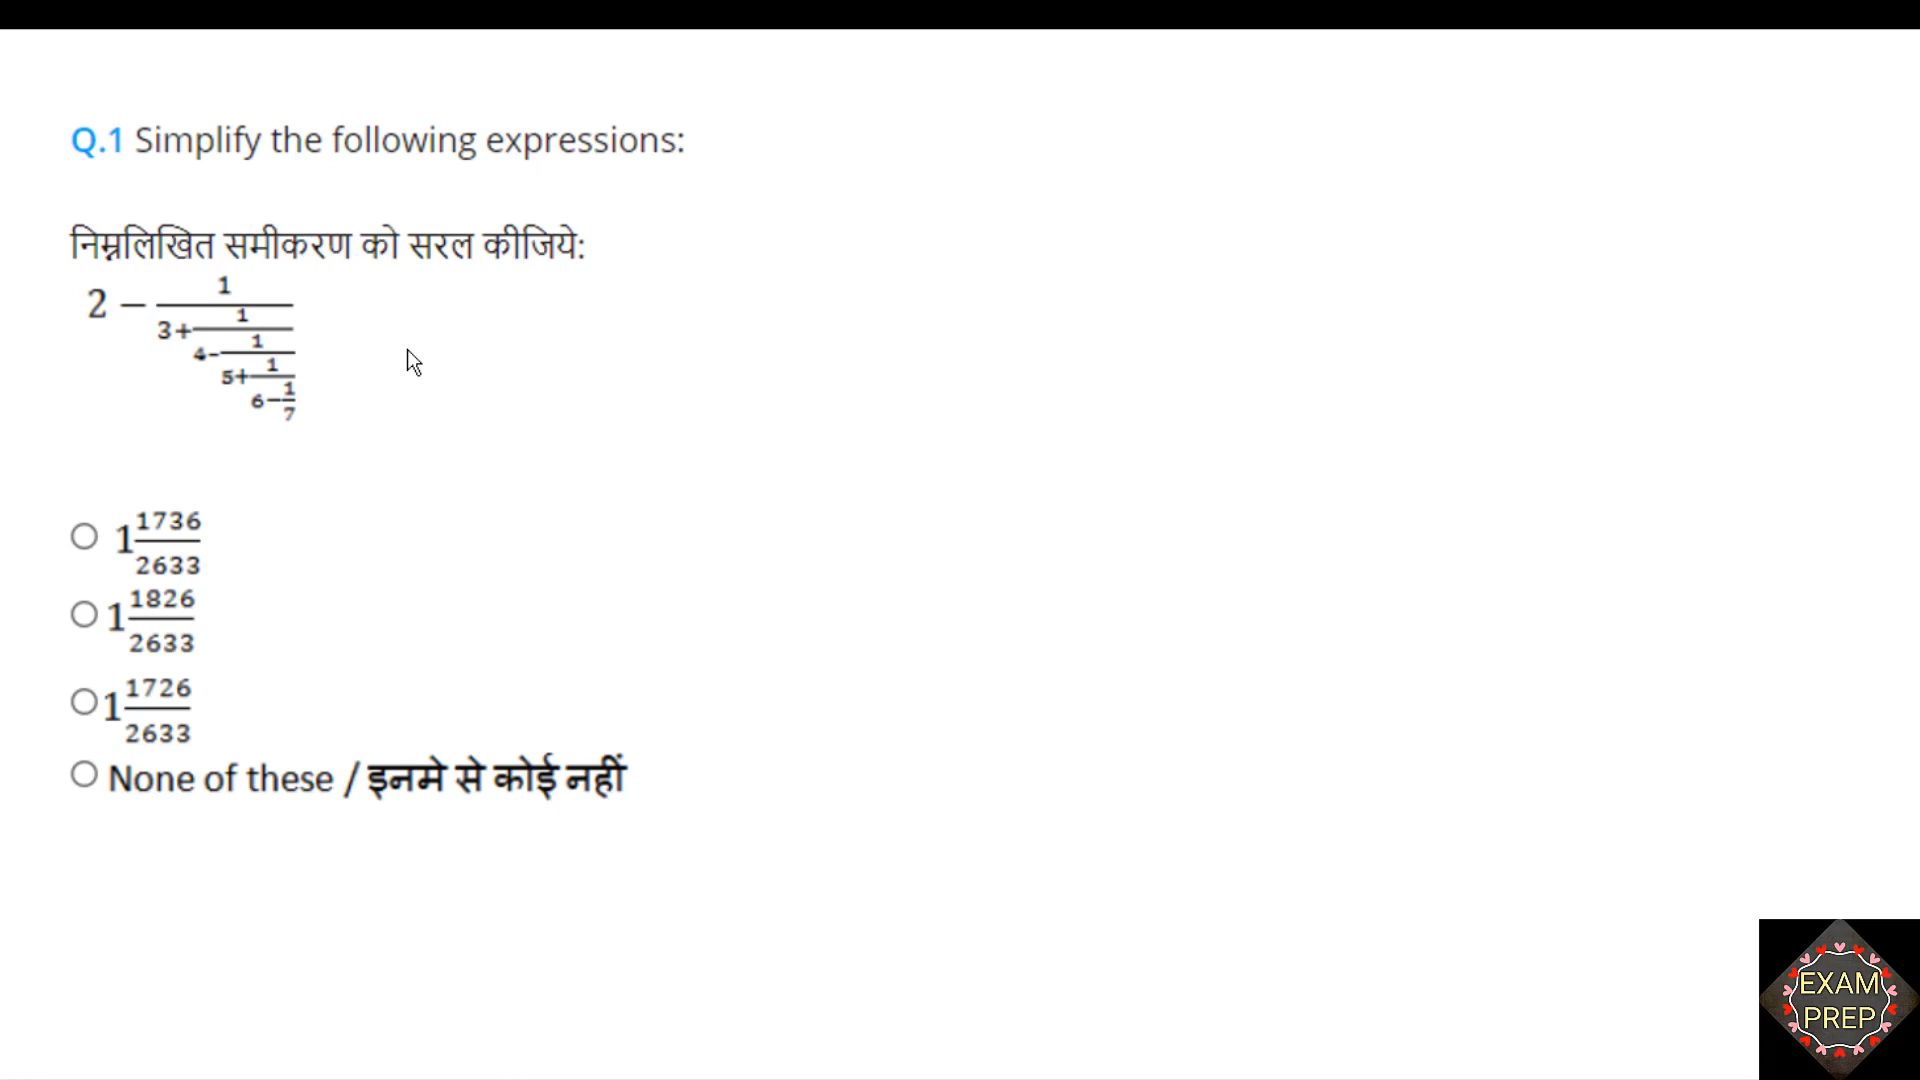 Q.1 Simplify the following expressions:
निम्नलिखित समीकरण को सरल कीजिये:
2 − 1
3+ 1
4− 1
5+ 1
6− 1/7
1 1736/2633
1 1826/2633
1 1726/2633
None of these / इनमे से कोई नहीं
EXAM
PREP